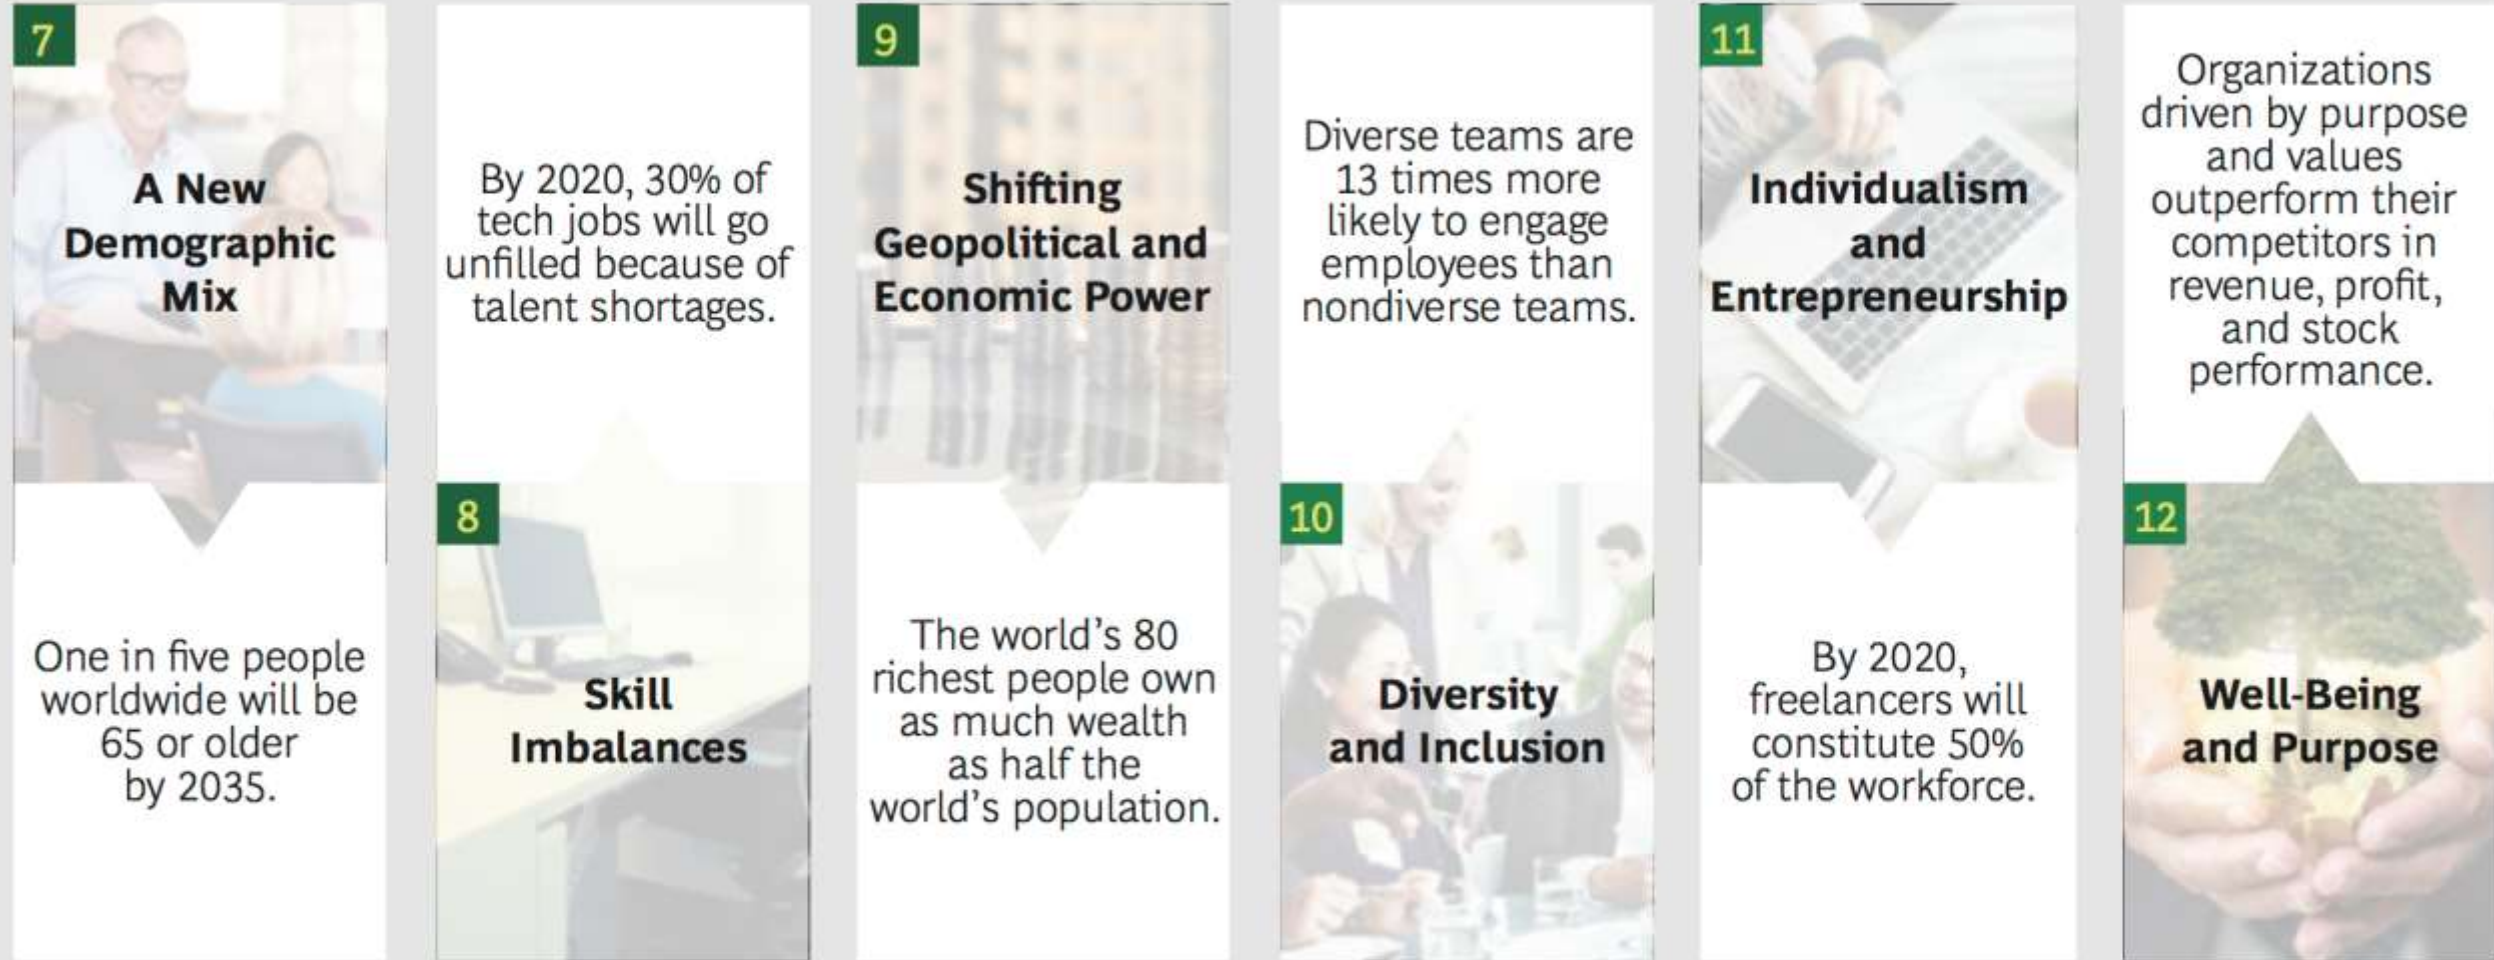 7
A New
Demographic
Mix
One in five people
worldwide will be
65 or older
by 2035.
By 2020, 30% of
tech jobs will go
unfilled because of
talent shortages.
8
Skill
Imbalances
9
Shifting
Geopolitical and
Economic Power
The world's 80
richest people own
as much wealth
as half the
world's population.
Diverse teams are
13 times more
likely to engage
employees than
nondiverse teams.
10
Diversity
and Inclusion
11
Individualism
and
Entrepreneurship
By 2020,
freelancers will
constitute 50%
of the workforce.
Organizations
driven by purpose
and values
outperform their
competitors in
revenue, profit,
and stock
performance.
12
Well-Being
and Purpose